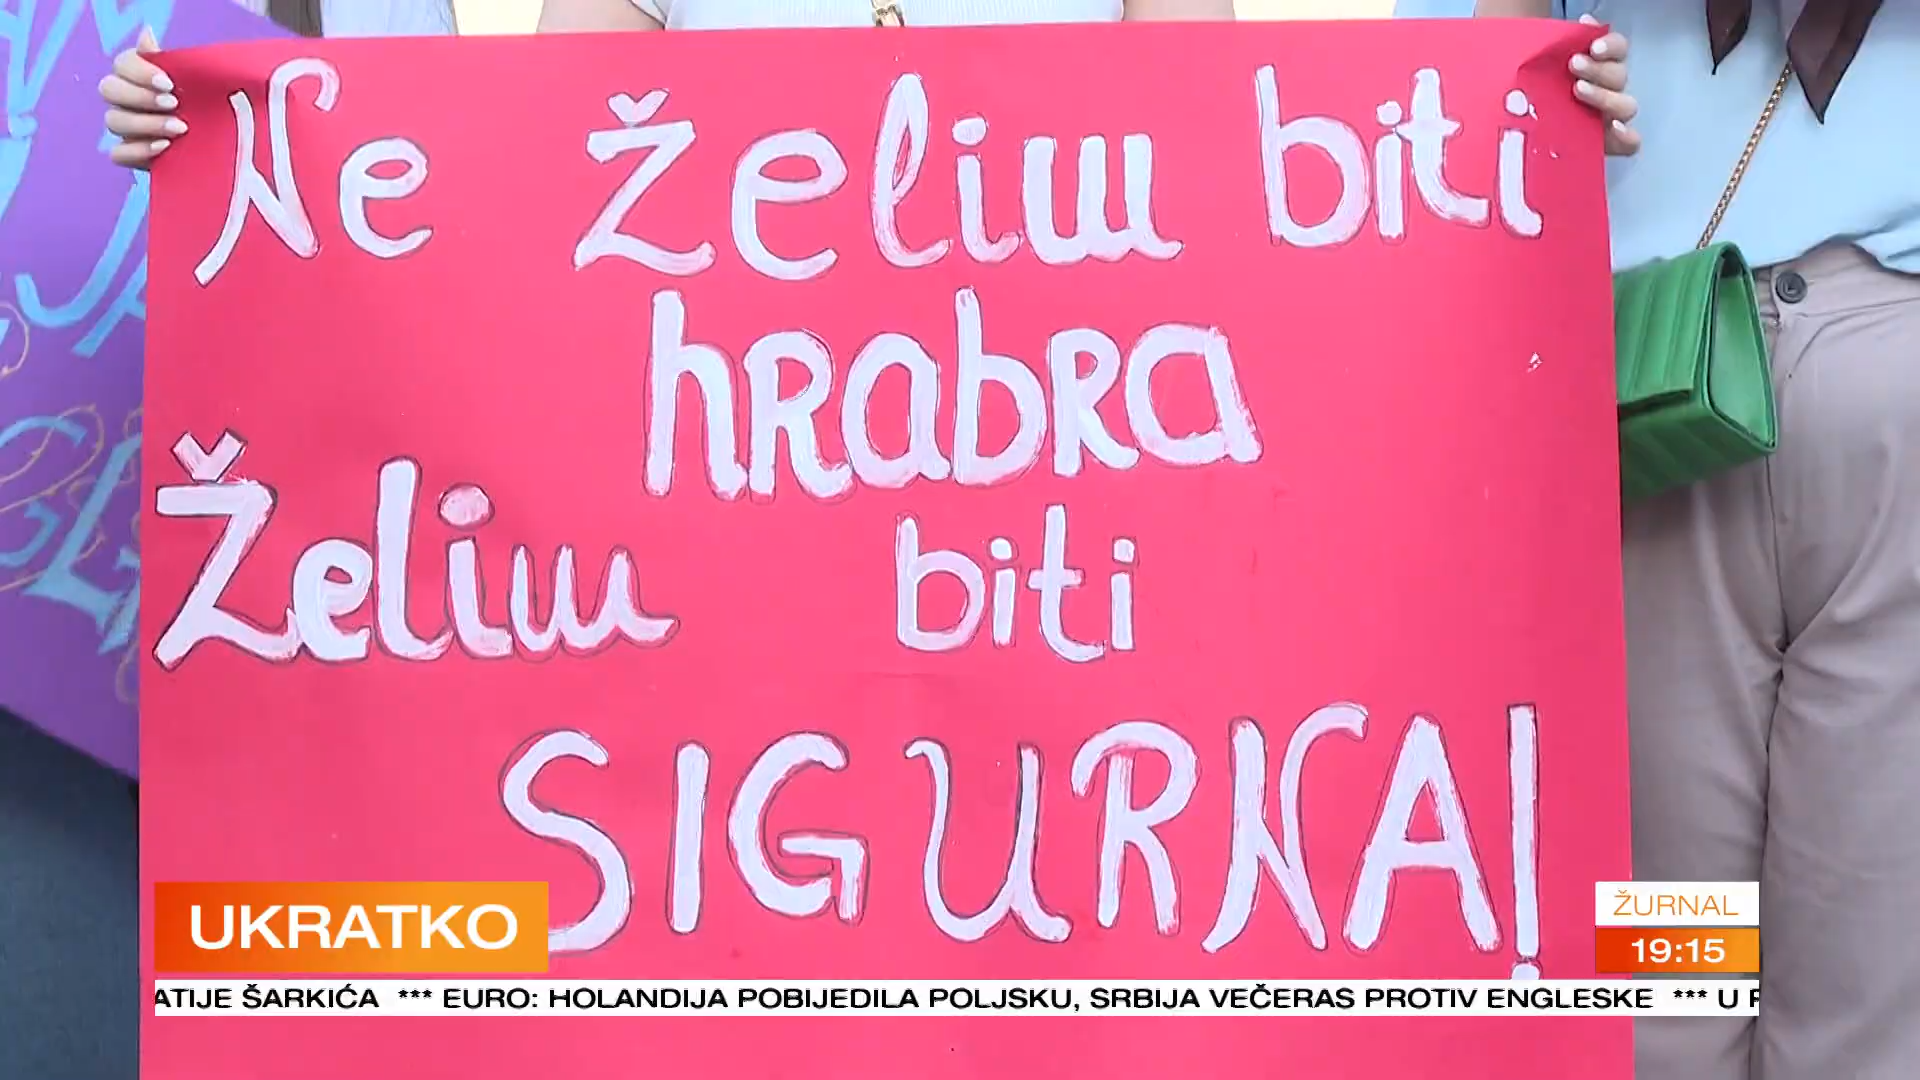 Ne želim biti
hrabra
Želim biti
SIGURNA!
UKRATKO
ŽURNAL
19:15
ATIJE ŠARKIĆA *** EURO: HOLANDIJA POBIJEDILA POLJSKU, SRBIJA VEČERAS PROTIV ENGLESKE *** U